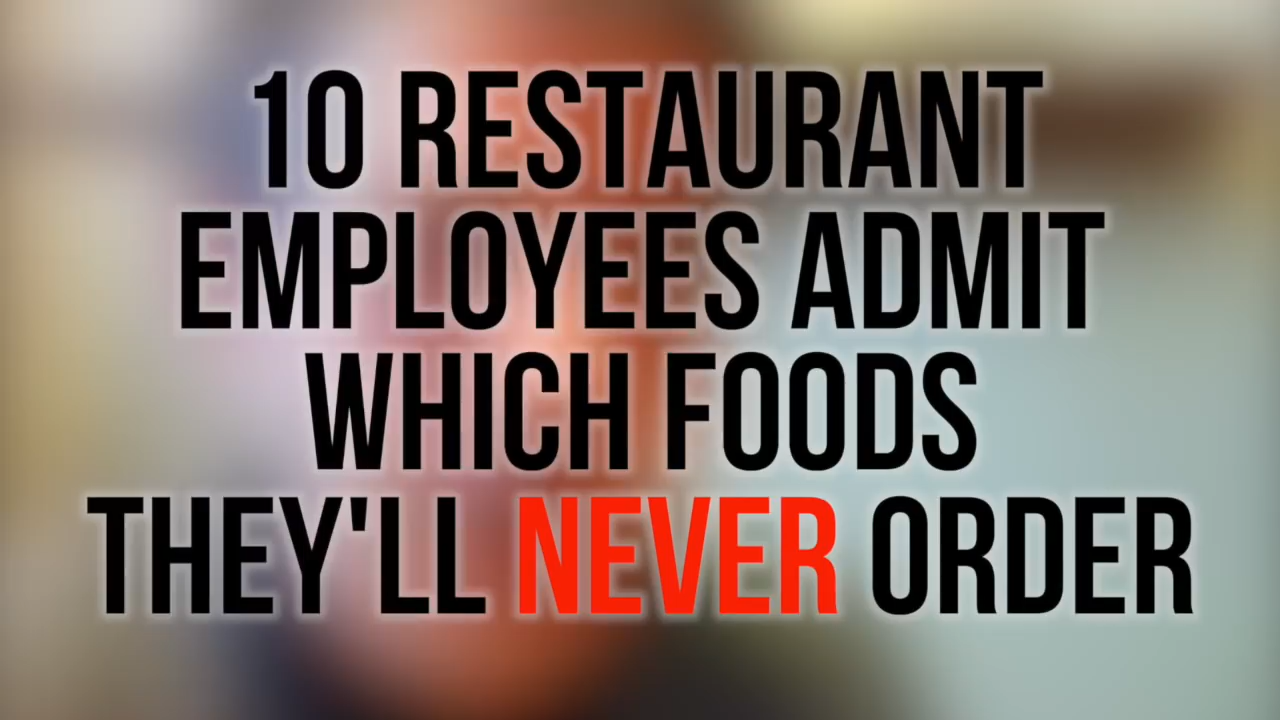 10 RESTAURANT
EMPLOYEES ADMIT
WHICH FOODS
THEY'LL NEVER ORDER